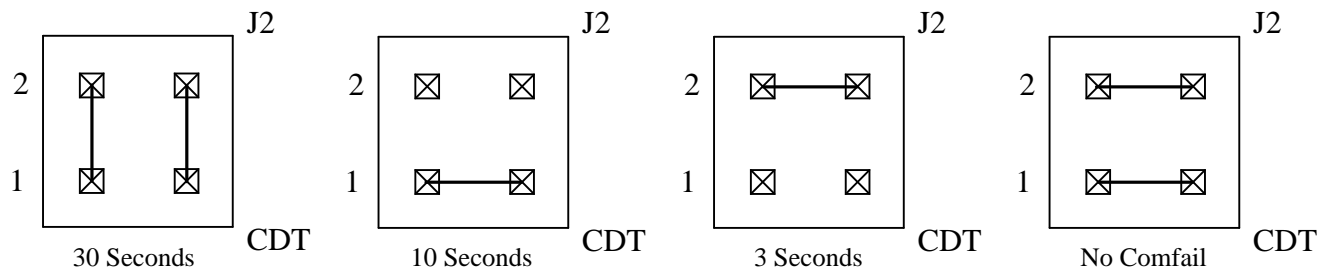 J2 J2 J2 J2
2 2 2 2
1 1 1 1
CDT CDT CDT CDT
30 Seconds 10 Seconds 3 Seconds No Comfail